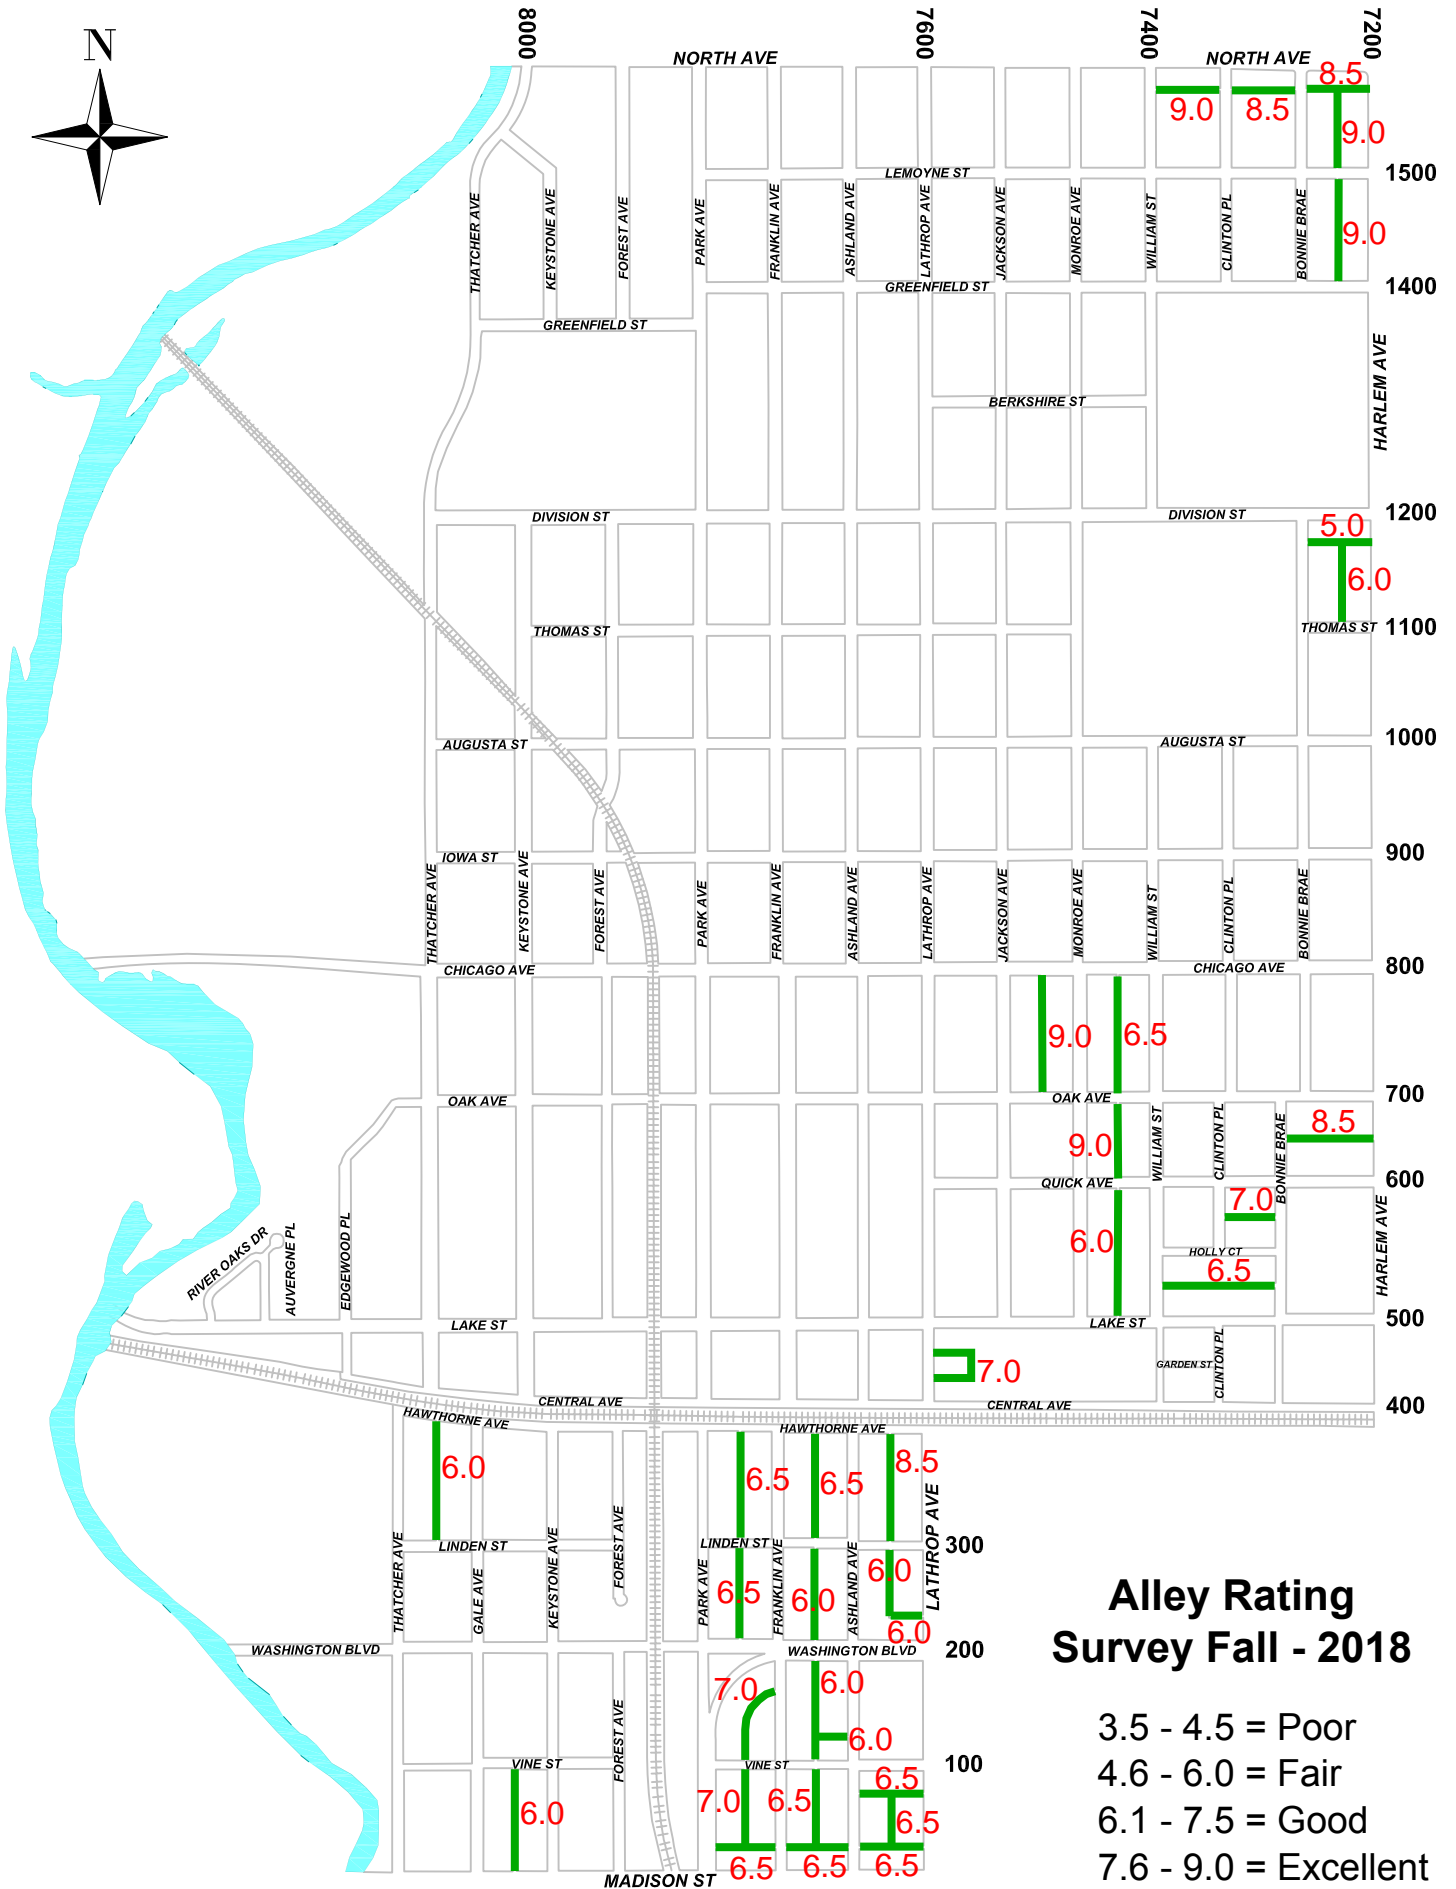 N
8000
7600
7400
7200
NORTH AVE
NORTH AVE
8.5
9.0
8.5
9.0
LEMOYNE ST
1500
THATCHER AVE
KEYSTONE AVE
FOREST AVE
PARK AVE
FRANKLIN AVE
ASHLAND AVE
LATHROP AVE
JACKSON AVE
MONROE AVE
WILLIAM ST
CLINTON PL
BONNIE BRAE
9.0
GREENFIELD ST
1400
GREENFIELD ST
HARLEM AVE
BERKSHIRE ST
DIVISION ST
DIVISION ST
1200
5.0
6.0
THOMAS ST
THOMAS ST
1100
AUGUSTA ST
AUGUSTA ST
1000
IOWA ST
900
THATCHER AVE
KEYSTONE AVE
FOREST AVE
PARK AVE
FRANKLIN AVE
ASHLAND AVE
LATHROP AVE
JACKSON AVE
MONROE AVE
WILLIAM ST
CLINTON PL
BONNIE BRAE
CHICAGO AVE
CHICAGO AVE
800
9.0
6.5
OAK AVE
OAK AVE
700
9.0
WILLIAM ST
CLINTON PL
BONNIE BRAE
8.5
QUICK AVE
600
7.0
6.0
HOLLY CT
6.5
HARLEM AVE
RIVER OAKS DR
AUVERGNE PL
EDGEWOOD PL
LAKE ST
LAKE ST
500
7.0
GARDEN ST
CLINTON PL
CENTRAL AVE
CENTRAL AVE
400
HAWTHORNE AVE
HAWTHORNE AVE
6.0
6.5
6.5
8.5
LINDEN ST
LINDEN ST
300
THATCHER AVE
GALE AVE
KEYSTONE AVE
FOREST AVE
PARK AVE
FRANKLIN AVE
ASHLAND AVE
LATHROP AVE
6.5
6.0
6.0
6.0
WASHINGTON BLVD
WASHINGTON BLVD
200
7.0
6.0
6.0
FOREST AVE
VINE ST
VINE ST
100
6.0
7.0
6.5
6.5
6.5
6.5
6.5
6.5
MADISON ST
Alley Rating
Survey Fall - 2018
3.5 - 4.5 = Poor
4.6 - 6.0 = Fair
6.1 - 7.5 = Good
7.6 - 9.0 = Excellent